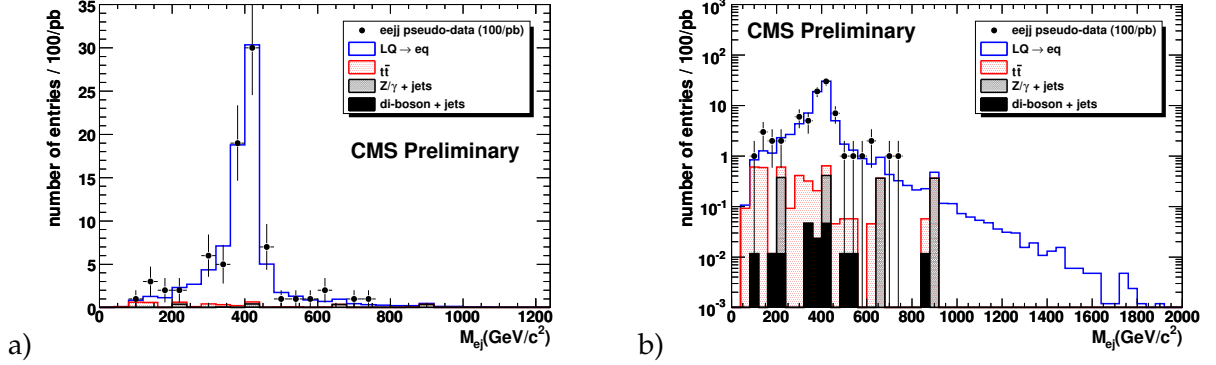 number of entries / 100/pb
35
30
25
20
15
10
5
0
0 200 400 600 800 1000 1200
M_ej(GeV/c²)
eejj pseudo-data (100/pb)
LQ → eq
tt̄
Z/γ + jets
di-boson + jets
CMS Preliminary
a)
number of entries / 100/pb
10³
10²
10
1
10⁻¹
10⁻²
10⁻³
0 200 400 600 800 1000 1200 1400 1600 1800 2000
M_ej(GeV/c²)
CMS Preliminary
eejj pseudo-data (100/pb)
LQ → eq
tt̄
Z/γ + jets
di-boson + jets
b)